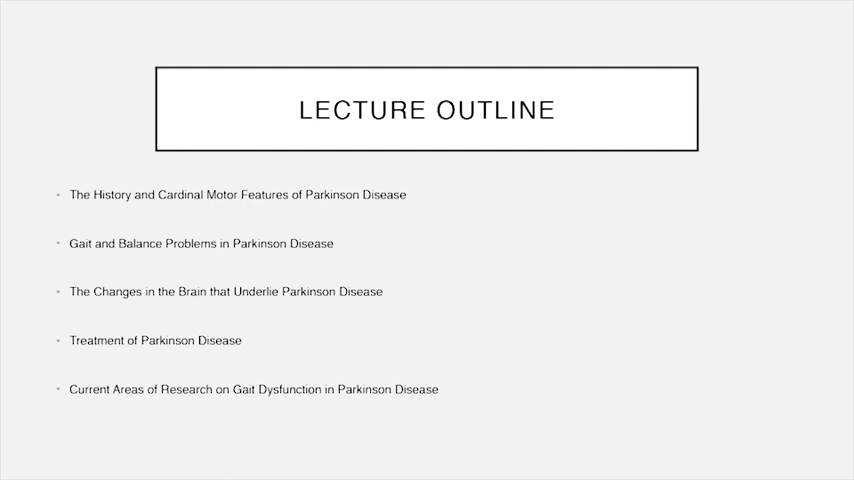 LECTURE OUTLINE
• The History and Cardinal Motor Features of Parkinson Disease
• Gait and Balance Problems in Parkinson Disease
• The Changes in the Brain that Underlie Parkinson Disease
• Treatment of Parkinson Disease
• Current Areas of Research on Gait Dysfunction in Parkinson Disease